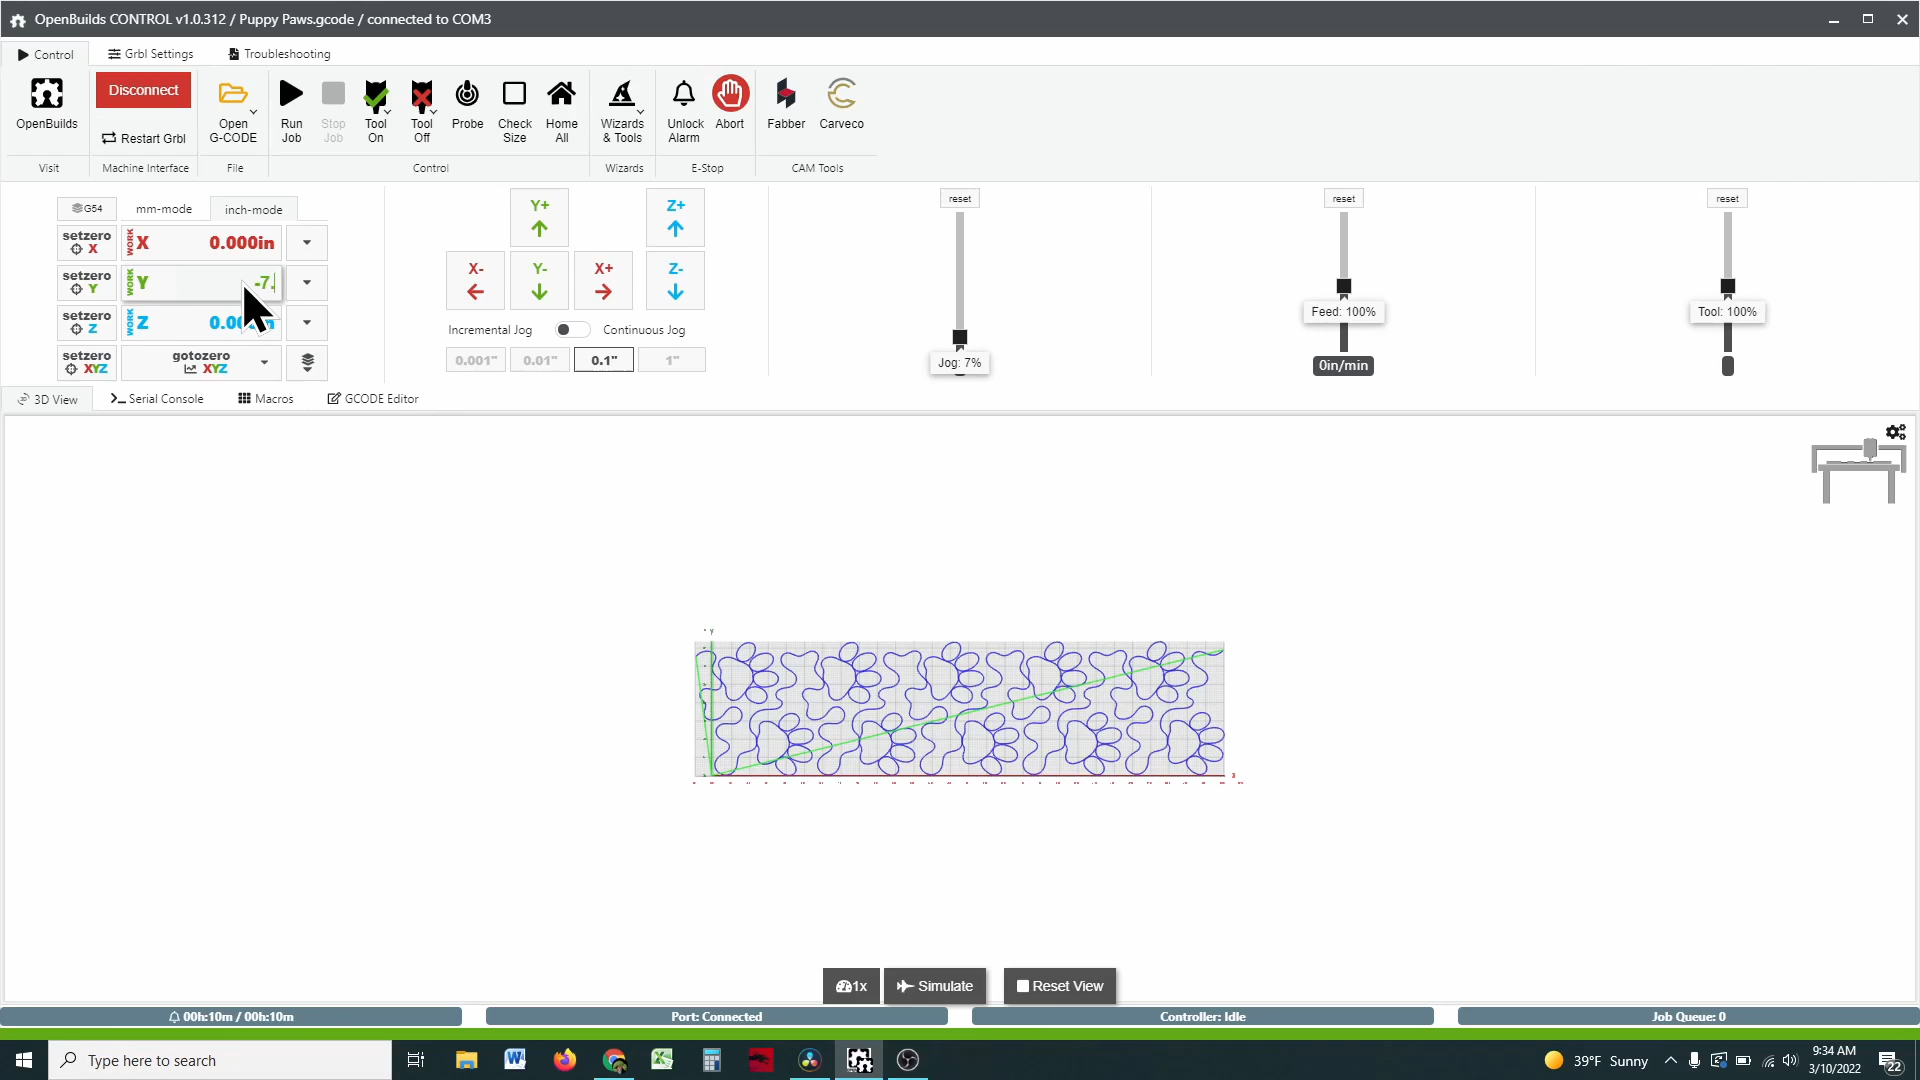 OpenBuilds CONTROL v1.0.312 / Puppy Paws.gcode / connected to COM3
Control
Grbl Settings
Troubleshooting
OpenBuilds
Disconnect
Restart Grbl
Open
G-CODE
Run
Job
Stop
Job
Tool
On
Tool
Off
Probe
Check
Size
Home
All
Wizards
& Tools
Unlock
Alarm
Abort
Fabber
Carveco
Visit
Machine Interface
File
Control
Wizards
E-Stop
CAM Tools
G54
mm-mode
inch-mode
setzero
X
WORK
X
0.000in
setzero
Y
WORK
Y
-7.
setzero
Z
WORK
Z
setzero
XYZ
gotozero
XYZ
Y+
Z+
X-
Y-
X+
Z-
Incremental Jog
Continuous Jog
0.001"
0.01"
0.1"
1"
reset
Jog: 7%
reset
Feed: 100%
0in/min
reset
Tool: 100%
3D View
Serial Console
Macros
GCODE Editor
1x
Simulate
Reset View
00h:10m / 00h:10m
Port: Connected
Controller: Idle
Job Queue: 0
Type here to search
39°F Sunny
9:34 AM
3/10/2022
22